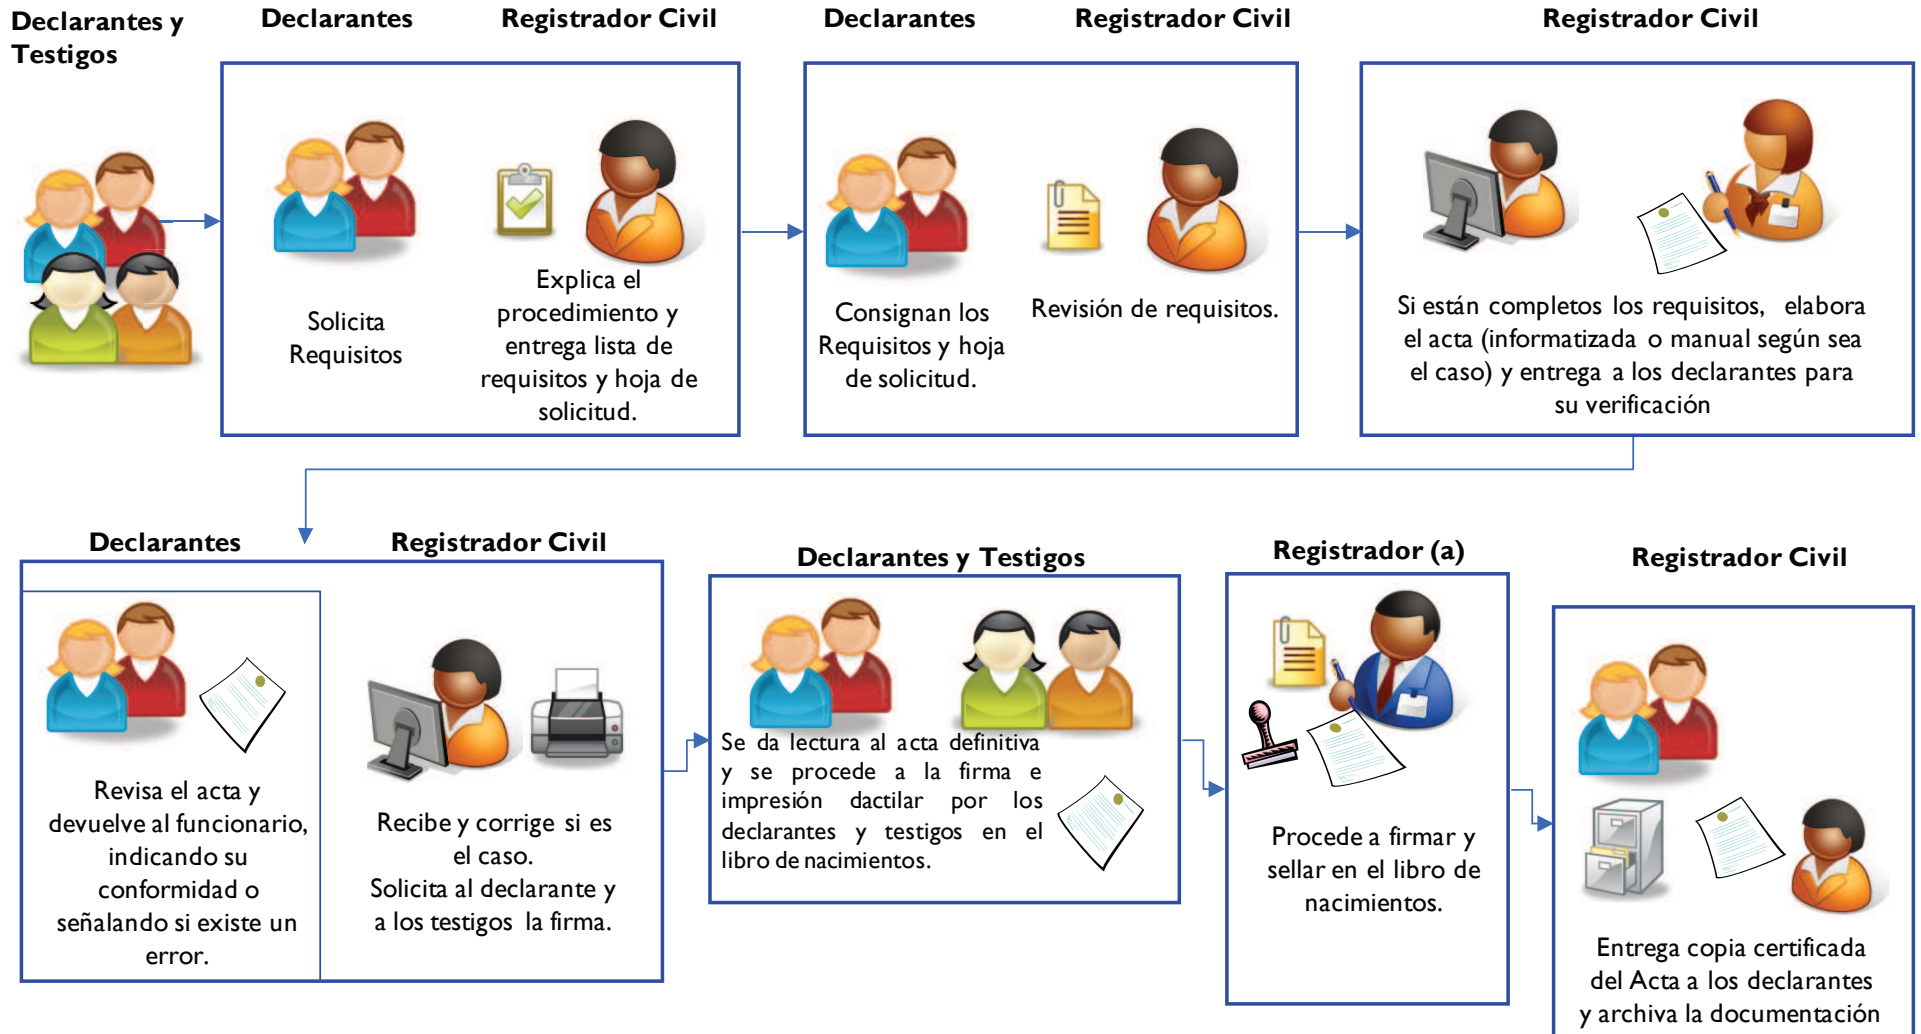 Declarantes y
Testigos
Declarantes
Registrador Civil
Solicita
Requisitos
Explica el
procedimiento y
entrega lista de
requisitos y hoja de
solicitud.
Declarantes
Registrador Civil
Consignan los
Requisitos y hoja
de solicitud.
Revisión de requisitos.
Registrador Civil
Si están completos los requisitos, elabora
el acta (informatizada o manual según sea
el caso) y entrega a los declarantes para
su verificación
Declarantes
Registrador Civil
Revisa el acta y
devuelve al funcionario,
indicando su
conformidad o
señalando si existe un
error.
Recibe y corrige si es
el caso.
Solicita al declarante y
a los testigos la firma.
Declarantes y Testigos
Se da lectura al acta definitiva
y se procede a la firma e
impresión dactilar por los
declarantes y testigos en el
libro de nacimientos.
Registrador (a)
Procede a firmar y
sellar en el libro de
nacimientos.
Registrador Civil
Entrega copia certificada
del Acta a los declarantes
y archiva la documentación